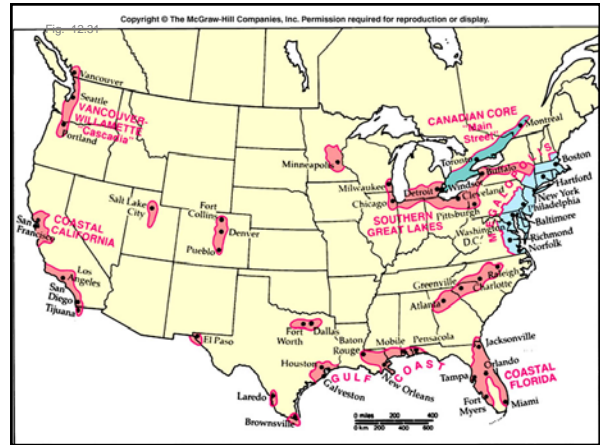 Copyright © The McGraw-Hill Companies, Inc. Permission required for reproduction or display.
Fig. 12.31
Vancouver
Seattle
VANCOUVER-
WILLAMETTE
"Cascadia"
Portland
CANADIAN CORE
"Main
Street"
Montreal
Toronto
Buffalo
MEGALOPOLIS
Boston
Hartford
New York
Philadelphia
Baltimore
Washington
D.C.
Richmond
Norfolk
Minneapolis
Milwaukee
Chicago
Detroit
Windsor
Cleveland
Pittsburgh
SOUTHERN
GREAT LAKES
Salt Lake
City
Fort
Collins
Denver
Pueblo
San
Francisco
COASTAL
CALIFORNIA
Los
Angeles
San
Diego
Tijuana
Greenville
Raleigh
Charlotte
Atlanta
El Paso
Fort
Worth
Dallas
Baton
Rouge
Mobile
Pensacola
Houston
Galveston
New Orleans
GULF COAST
Laredo
Brownsville
Jacksonville
Orlando
Tampa
COASTAL
FLORIDA
Fort
Myers
Miami
0 miles 200 400
0 km 200 400 600